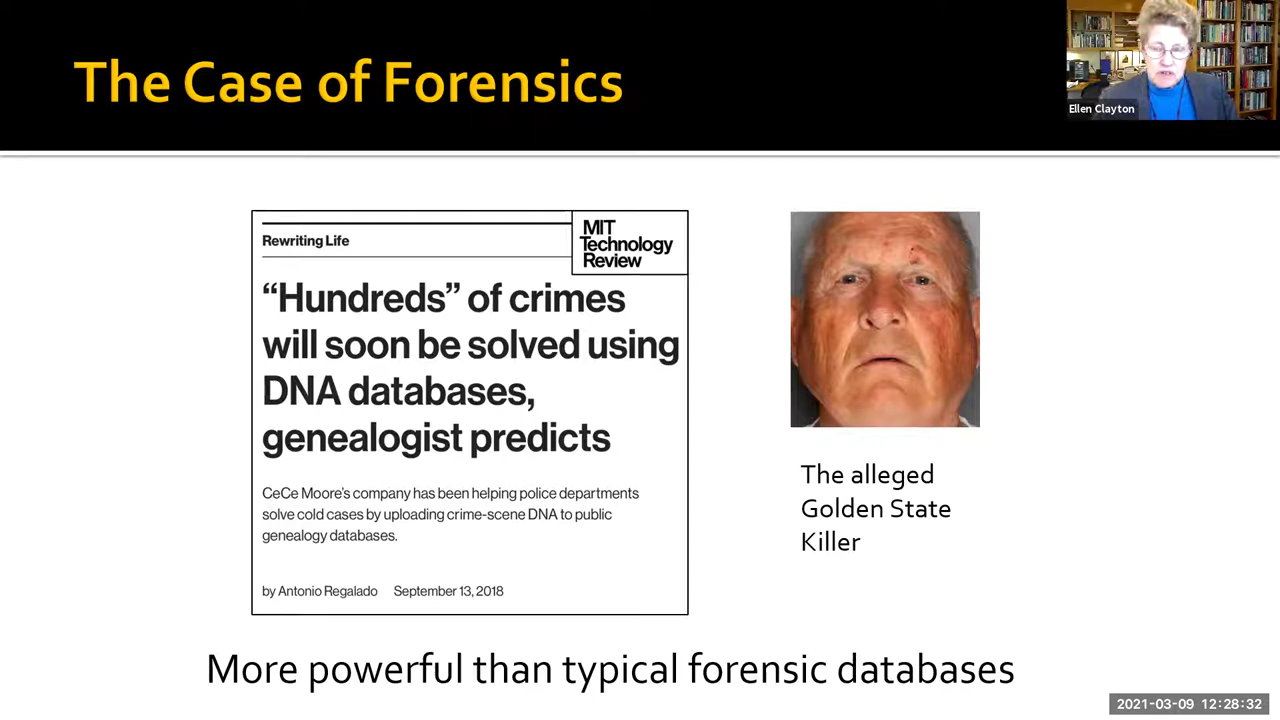 The Case of Forensics
Ellen Clayton
Rewriting Life
MIT
Technology
Review
“Hundreds” of crimes
will soon be solved using
DNA databases,
genealogist predicts
CeCe Moore’s company has been helping police departments
solve cold cases by uploading crime-scene DNA to public
genealogy databases.
by Antonio Regalado September 13, 2018
The alleged
Golden State
Killer
More powerful than typical forensic databases
2021-03-09 12:28:32